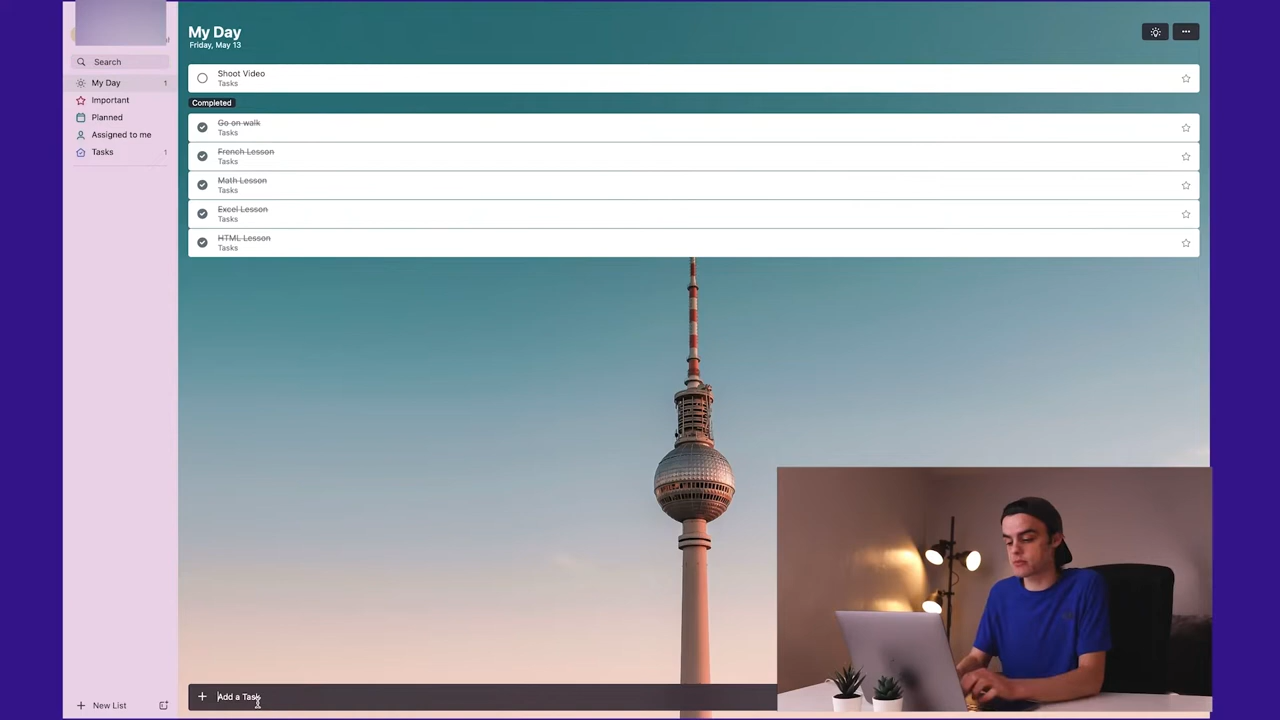 Search
My Day 1
Important
Planned
Assigned to me
Tasks 1
New List
My Day
Friday, May 13
Shoot Video
Tasks
Completed
Go on walk
Tasks
French Lesson
Tasks
Math Lesson
Tasks
Excel Lesson
Tasks
HTML Lesson
Tasks
Add a Task